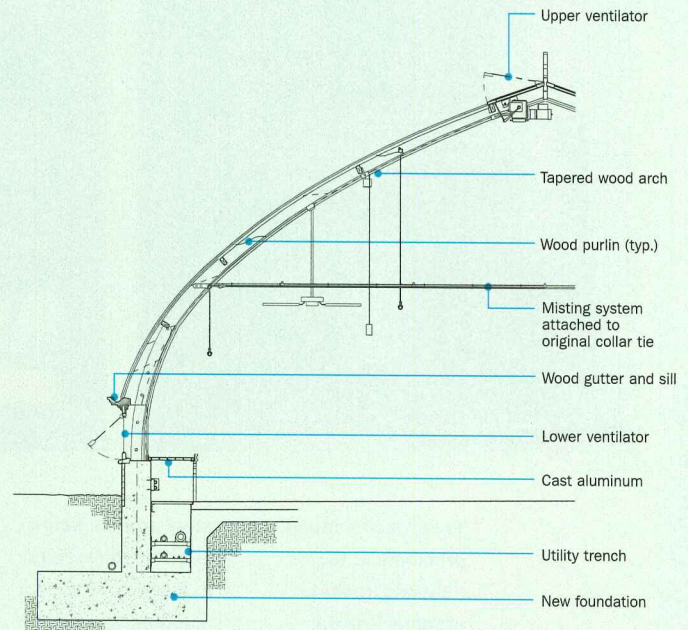 Upper ventilator
Tapered wood arch
Wood purlin (typ.)
Misting system
attached to
original collar tie
Wood gutter and sill
Lower ventilator
Cast aluminum
Utility trench
New foundation